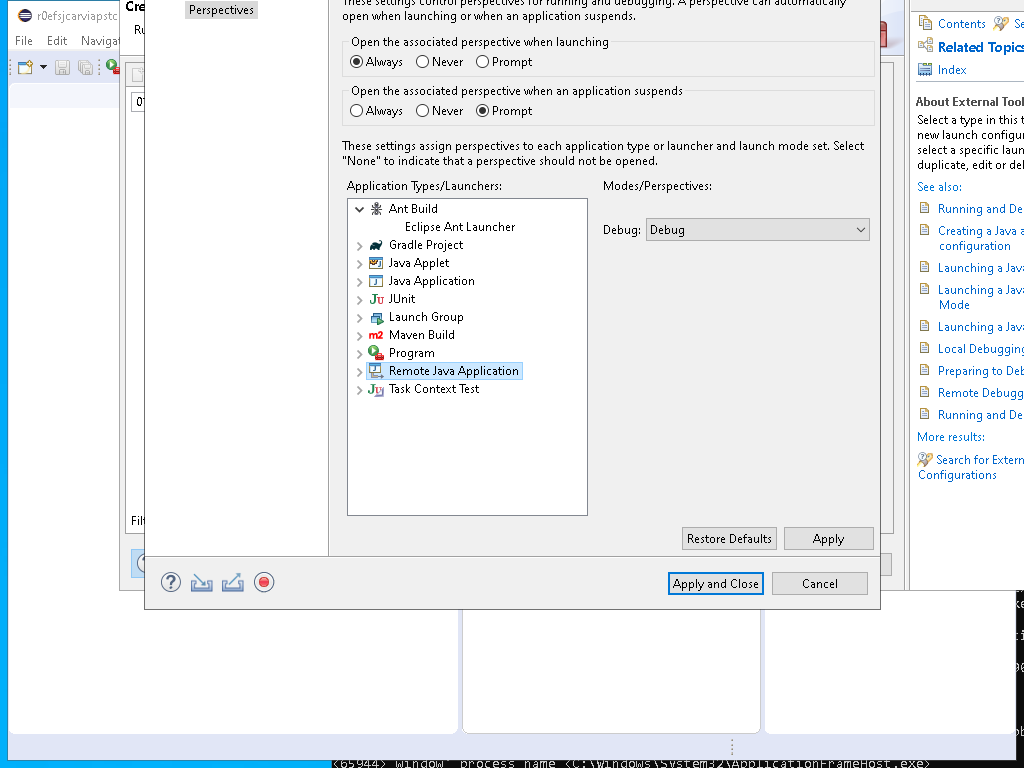 r0efsjcarviapstc
File Edit Navigat
Cre
Ru
01
Filt
Perspectives
These settings control perspectives for running and debugging. A perspective can automatically
open when launching or when an application suspends.
Open the associated perspective when launching
Always Never Prompt
Open the associated perspective when an application suspends
Always Never Prompt
These settings assign perspectives to each application type or launcher and launch mode set. Select
"None" to indicate that a perspective should not be opened.
Application Types/Launchers:
Modes/Perspectives:
Ant Build
Eclipse Ant Launcher
Gradle Project
Java Applet
Java Application
JUnit
Launch Group
Maven Build
Program
Remote Java Application
Task Context Test
Debug: Debug
Restore Defaults
Apply
Apply and Close
Cancel
Contents Se
Related Topics
Index
About External Tool
Select a type in this t
new launch configur
select a specific laun
duplicate, edit or del
See also:
Running and De
Creating a Java a
configuration
Launching a Java
Launching a Java
Mode
Launching a Java
Local Debugging
Preparing to Deb
Remote Debugg
Running and De
More results:
Search for Extern
Configurations
<65944> Window process name <C:\Windows\System32\ApplicationFrameHost.exe>